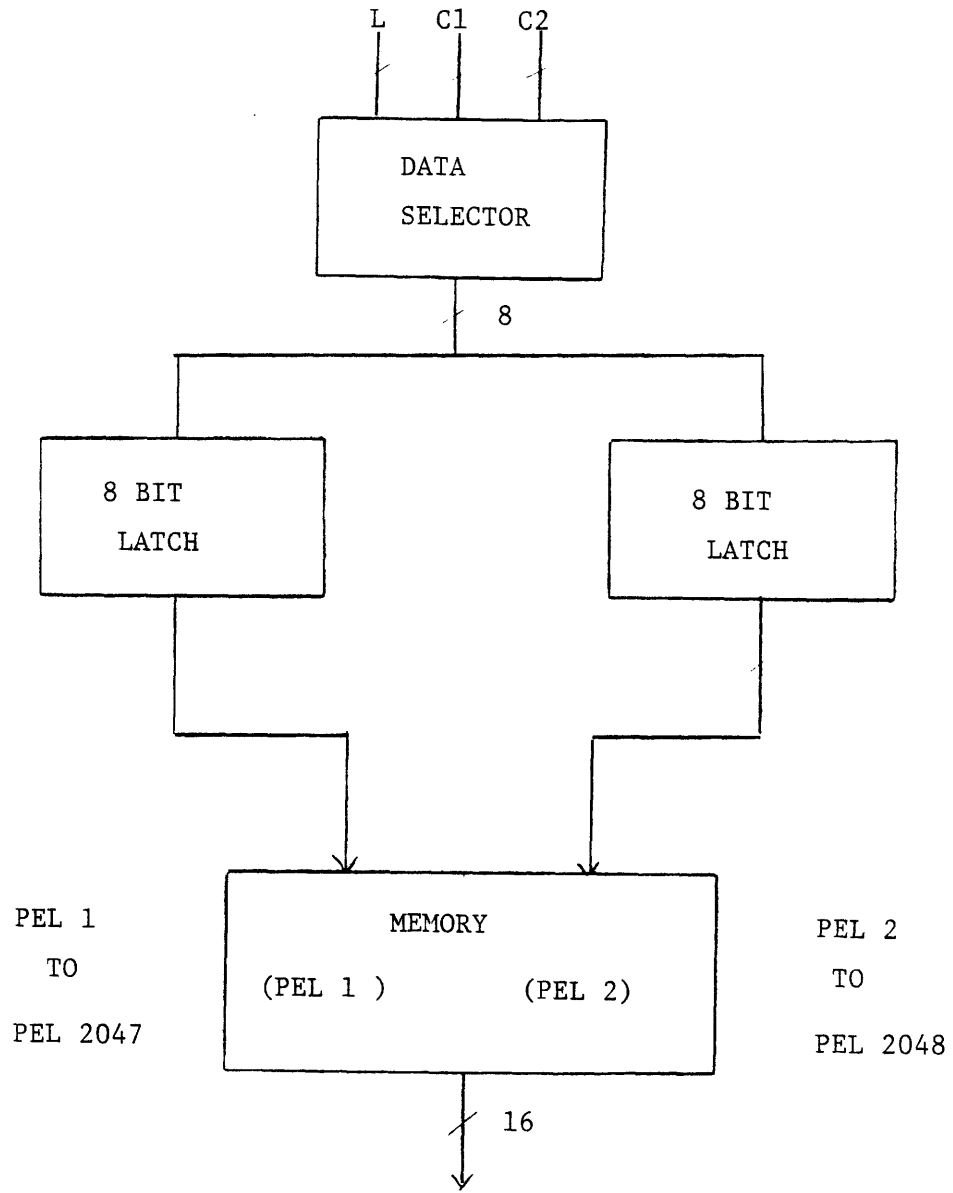 L C1 C2
DATA
SELECTOR
8
8 BIT
LATCH
8 BIT
LATCH
MEMORY
(PEL 1 )
(PEL 2)
PEL 1
TO
PEL 2047
PEL 2
TO
PEL 2048
16